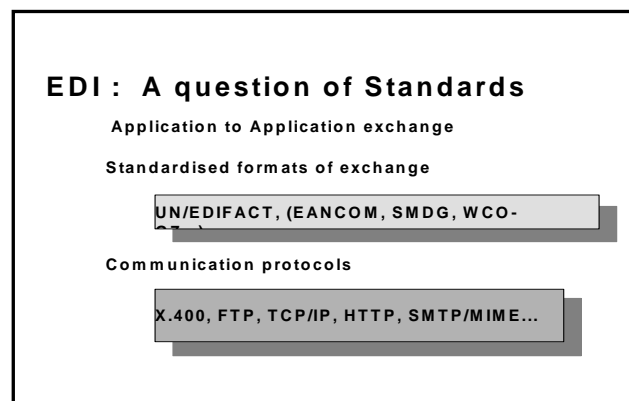 EDI : A question of Standards
Application to Application exchange
Standardised formats of exchange
UN/EDIFACT, (EANCOM, SMDG, WCO-
Communication protocols
X.400, FTP, TCP/IP, HTTP, SMTP/MIME...